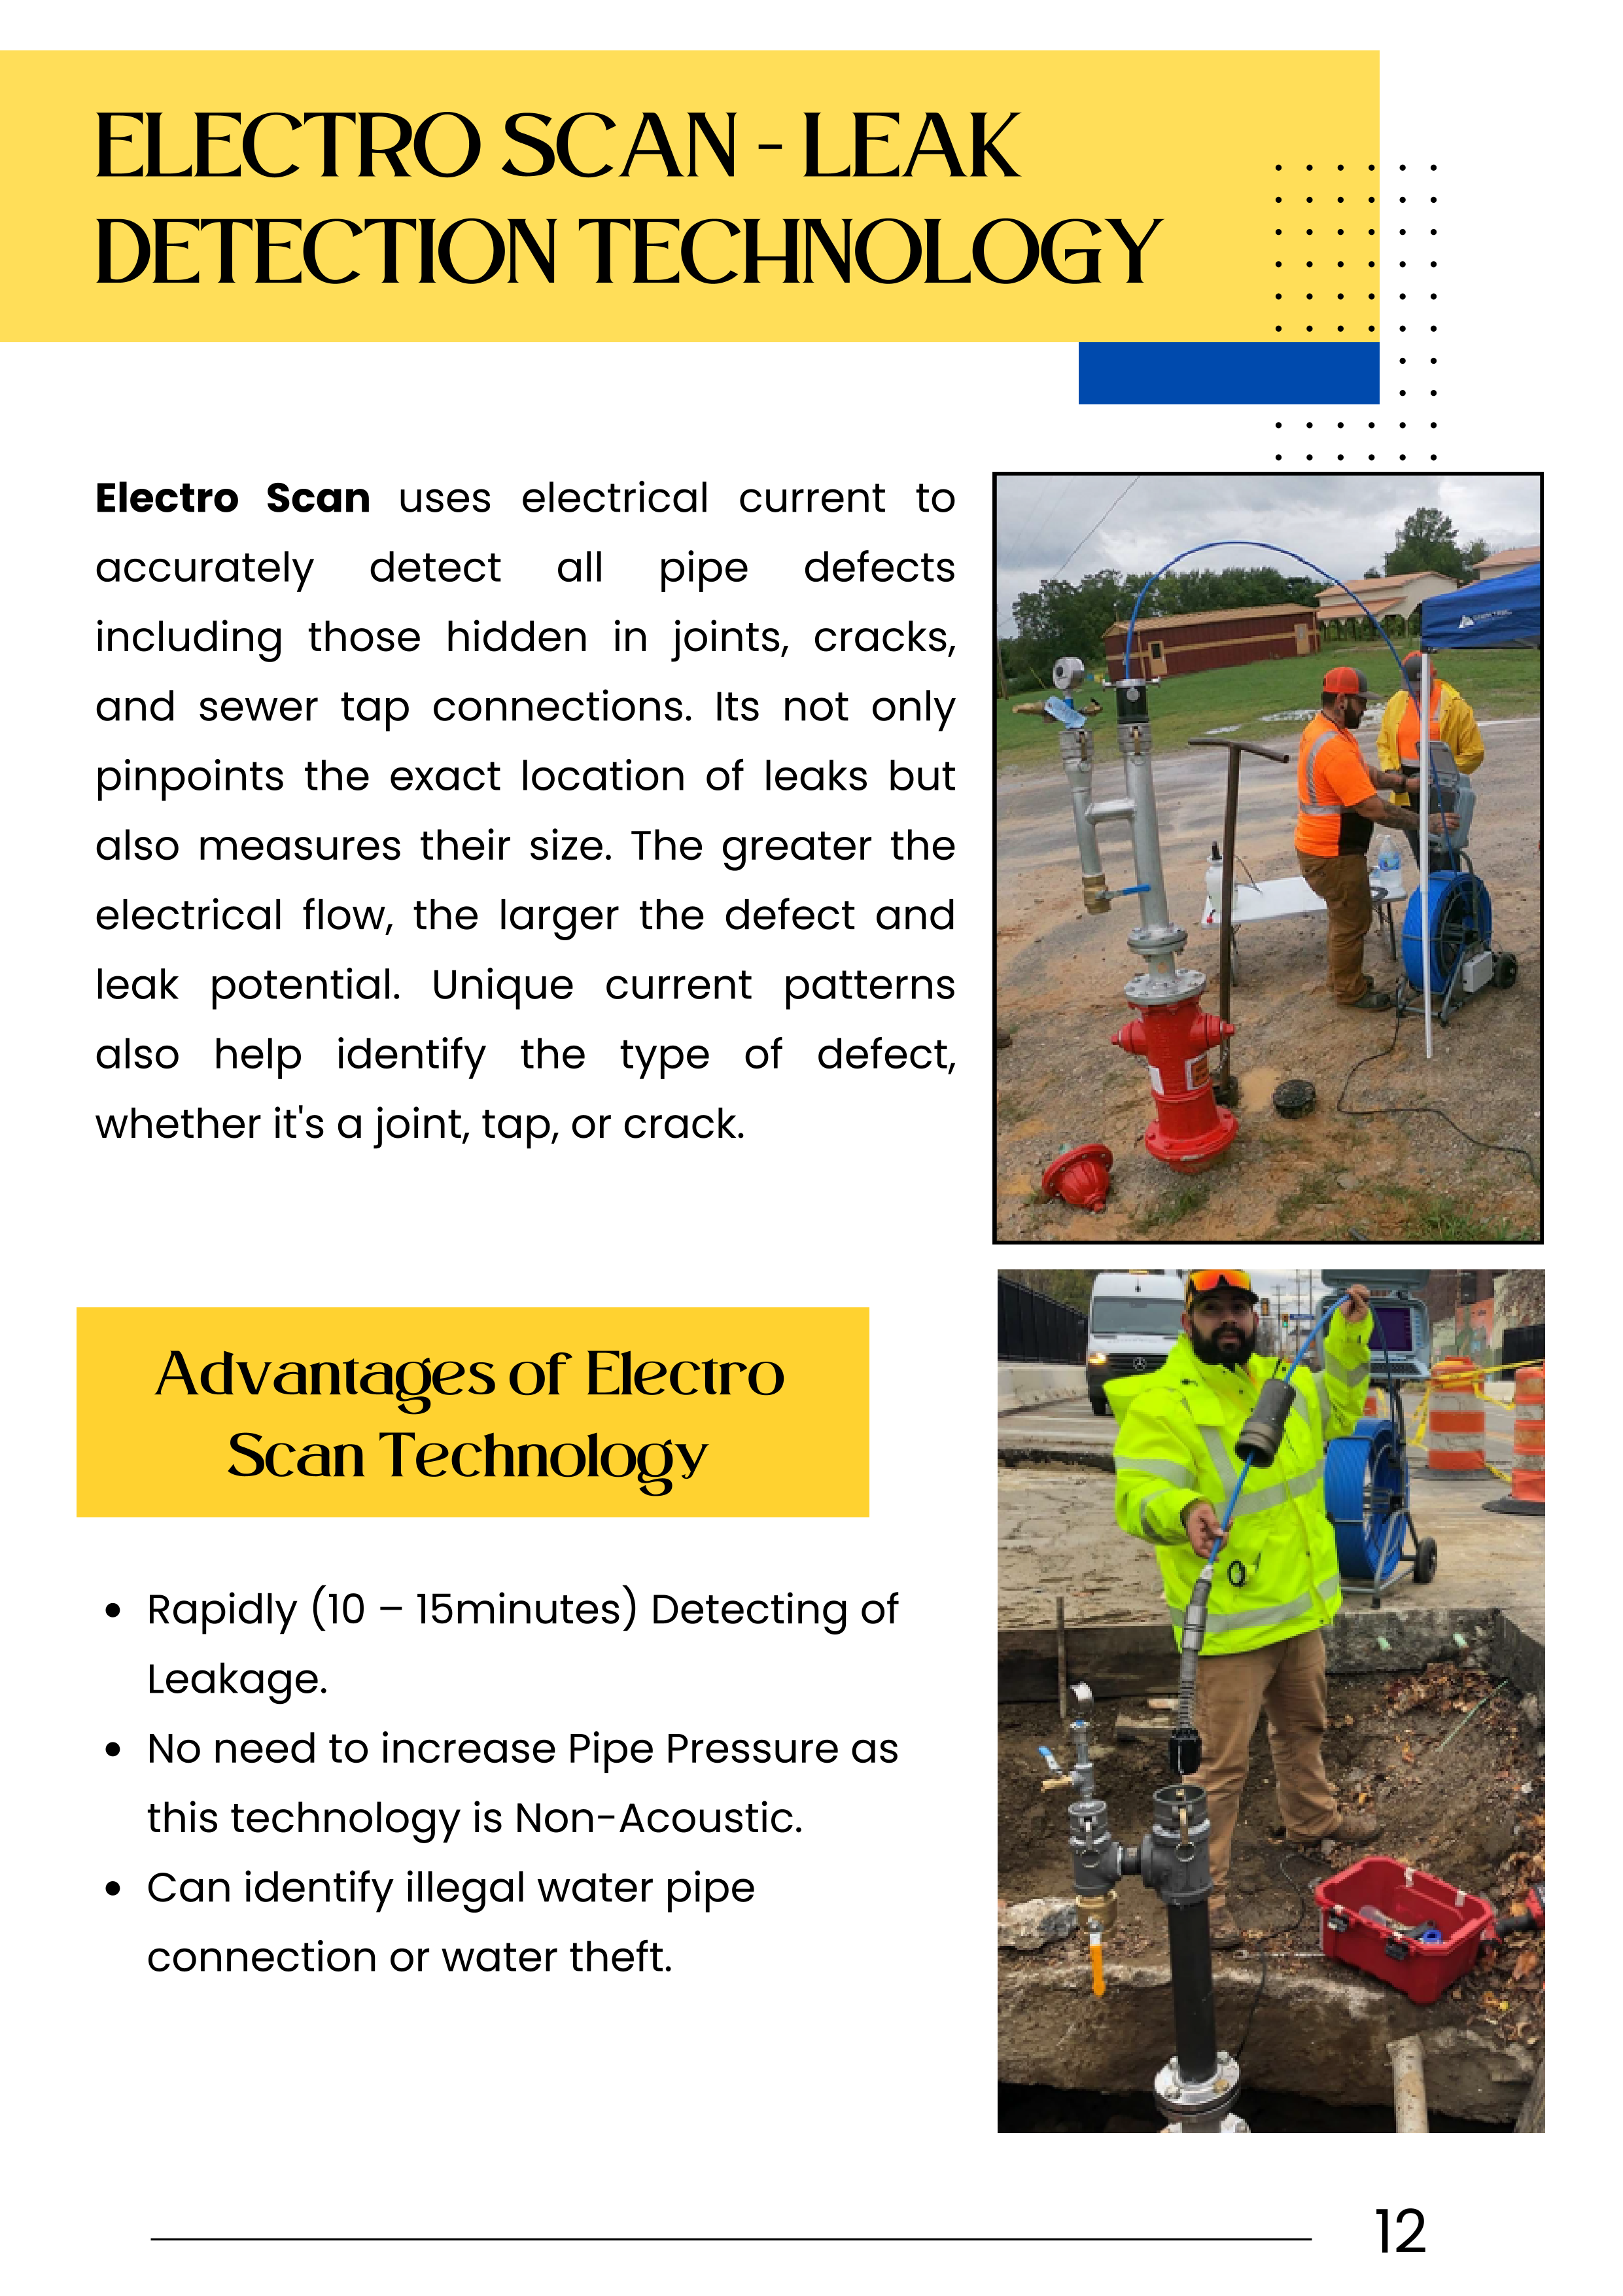 ELECTRO SCAN - LEAK
DETECTION TECHNOLOGY
Electro Scan uses electrical current to
accurately detect all pipe defects
including those hidden in joints, cracks,
and sewer tap connections. Its not only
pinpoints the exact location of leaks but
also measures their size. The greater the
electrical flow, the larger the defect and
leak potential. Unique current patterns
also help identify the type of defect,
whether it's a joint, tap, or crack.
Advantages of Electro
Scan Technology
• Rapidly (10 – 15minutes) Detecting of
Leakage.
• No need to increase Pipe Pressure as
this technology is Non-Acoustic.
• Can identify illegal water pipe
connection or water theft.
12